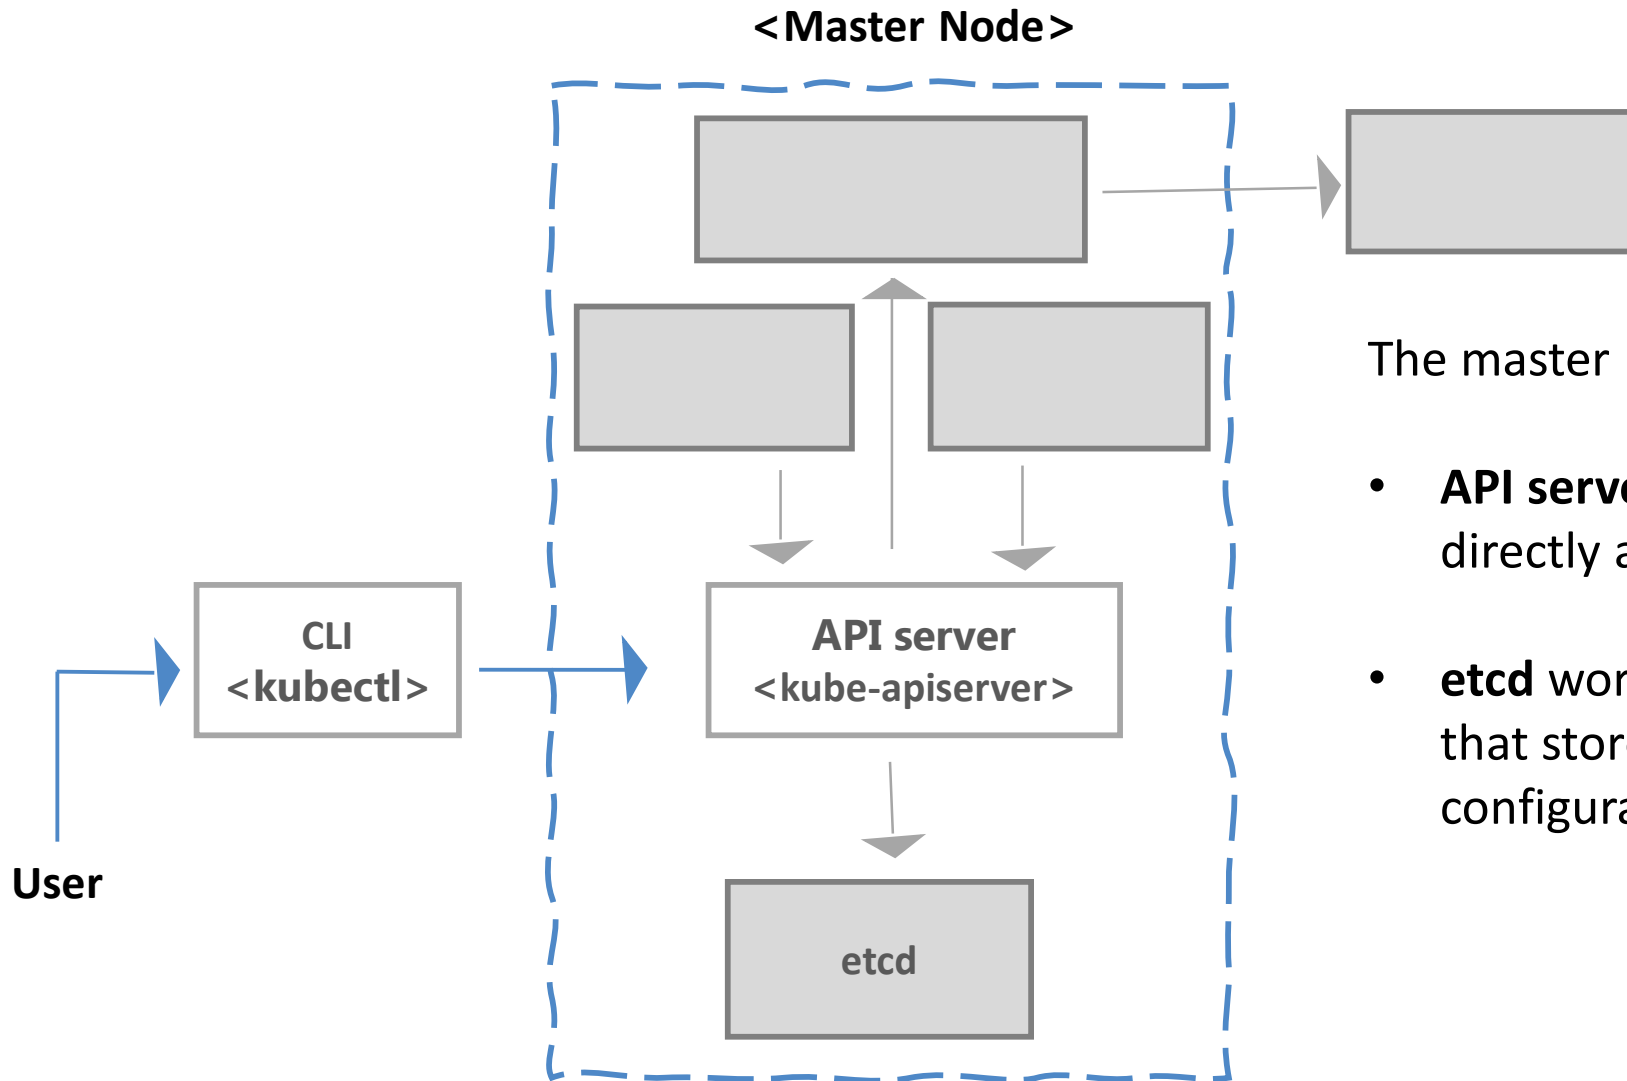 <Master Node>
The master
API serve
directly a
CLI
<kubectl>
API server
<kube-apiserver>
etcd wor
that stor
configura
User
etcd